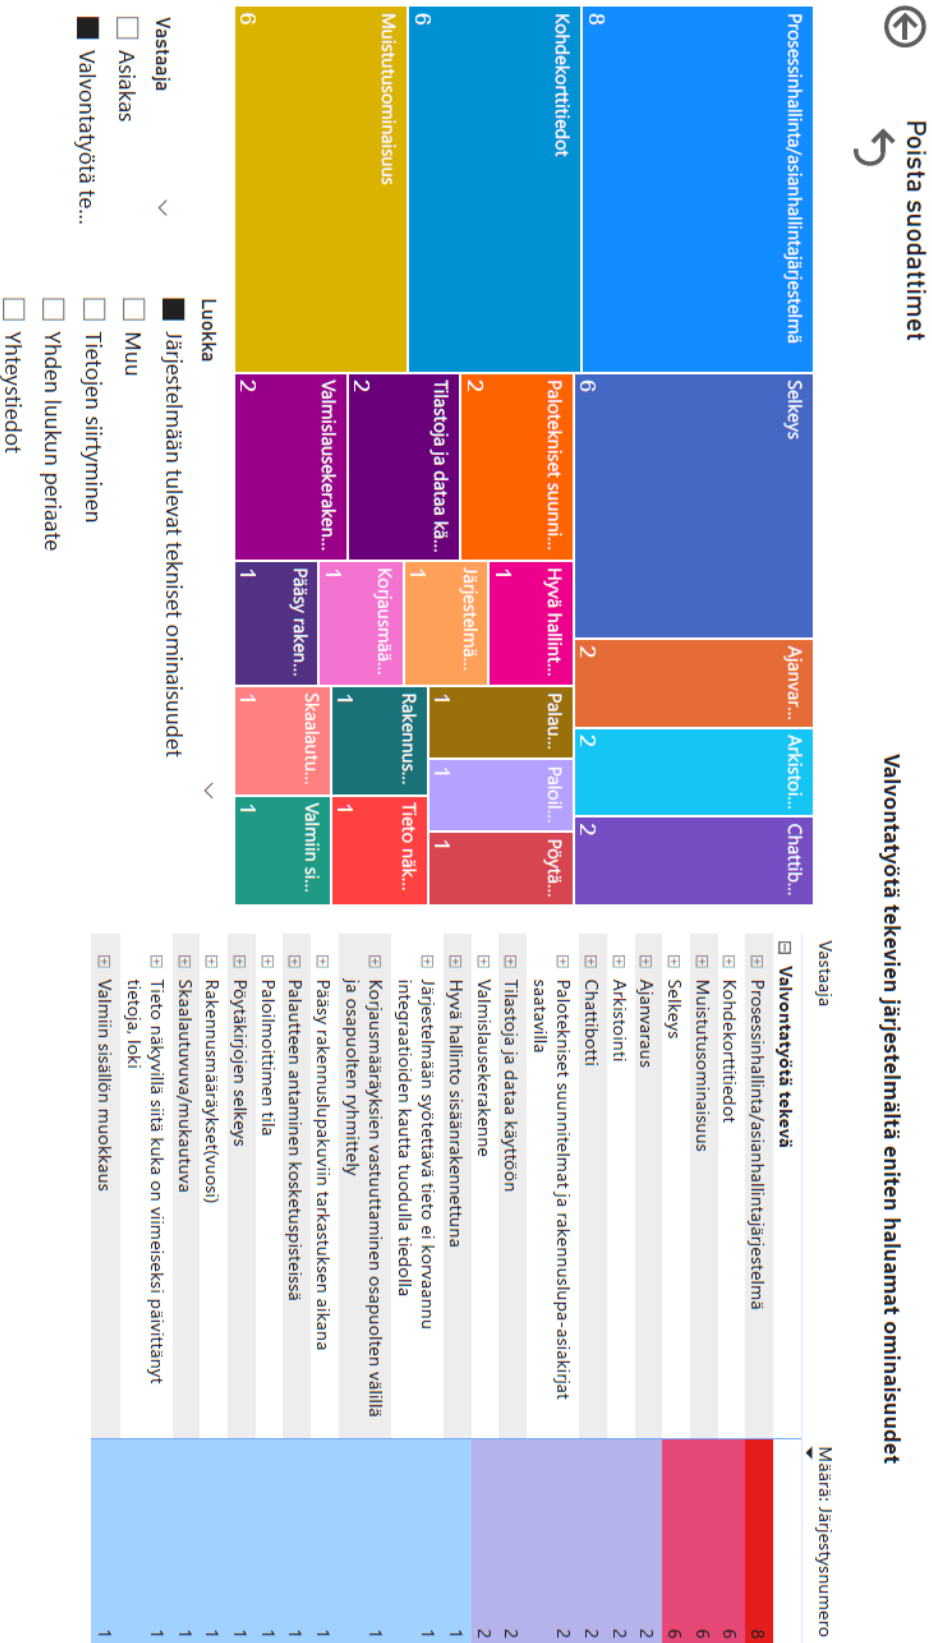 Poista suodattimet
Valvontatyötä tekevien järjestelmältä eniten haluamat ominaisuudet
Prosessinhallinta/asianhallintajärjestelmä
8
Kohdekorttitiedot
6
Muistutusominaisuus
6
Selkeys
6
Ajanvar...
2
Arkistoi...
2
Chattib...
2
Palotekniset suunni...
2
Tilastoja ja dataa kä...
2
Valmislausekeraken...
2
Hyvä hallint...
1
Järjestelmä...
1
Korjausmää...
1
Pääsy raken...
1
Palau...
1
Paloil...
1
Pöytä...
1
Rakennus...
1
Tieto näk...
1
Skaalautu...
1
Valmiin si...
1
Vastaaja
Asiakas
Valvontatyötä te...
Luokka
Järjestelmään tulevat tekniset ominaisuudet
Muu
Tietojen siirtyminen
Yhden luukun periaate
Yhteystiedot
Vastaaja Määrä: Järjestysnumero
Valvontatyötä tekevä
Prosessinhallinta/asianhallintajärjestelmä 8
Kohdekorttitiedot 6
Muistutusominaisuus 6
Selkeys 6
Ajanvaraus 2
Arkistointi 2
Chattibotti 2
Palotekniset suunnitelmat ja rakennuslupa-asiakirjat 2
saatavilla
Tilastoja ja dataa käyttöön 2
Valmislausekerakenne 2
Hyvä hallinto sisäänrakennettuna 1
Järjestelmään syötettävä tieto ei korvaannu 1
integraatioiden kautta tuodulla tiedolla
Korjausmääräyksien vastuuttaminen osapuolten välillä 1
ja osapuolten ryhmittely
Pääsy rakennuslupakuviin tarkastuksen aikana 1
Palautteen antaminen kosketuspisteissä 1
Paloilmoittimen tila 1
Pöytäkirjojen selkeys 1
Rakennusmääräykset(vuosi) 1
Skaalautuvuva/mukautuva 1
Tieto näkyvillä siitä kuka on viimeiseksi päivittänyt 1
tietoja, loki
Valmiin sisällön muokkaus 1